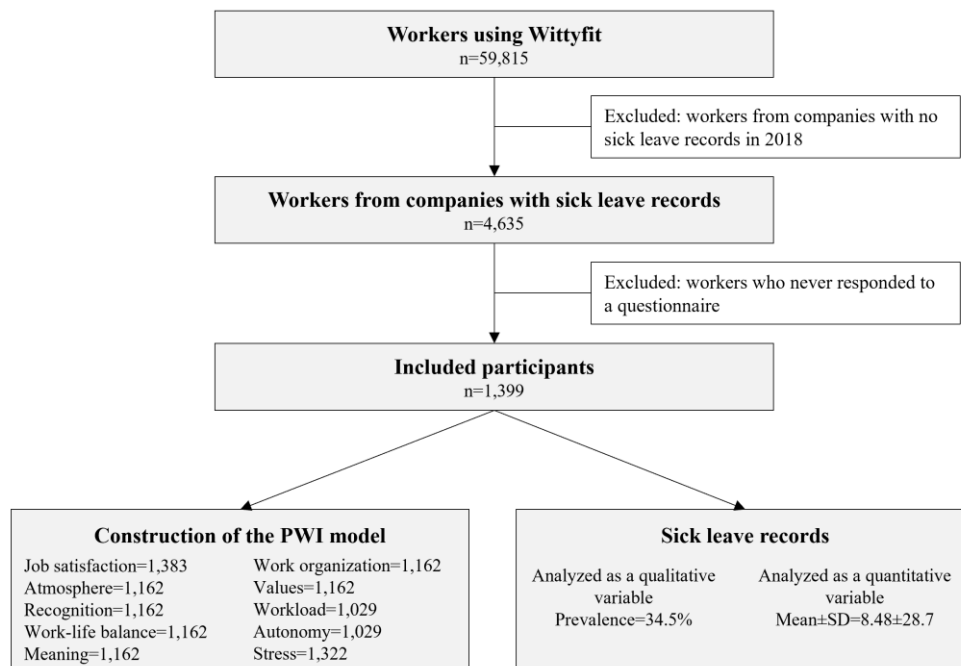 Workers using Wittyfit
n=59,815
Excluded: workers from companies with no
sick leave records in 2018
Workers from companies with sick leave records
n=4,635
Excluded: workers who never responded to
a questionnaire
Included participants
n=1,399
Construction of the PWI model
Job satisfaction=1,383
Atmosphere=1,162
Recognition=1,162
Work-life balance=1,162
Meaning=1,162
Work organization=1,162
Values=1,162
Workload=1,029
Autonomy=1,029
Stress=1,322
Sick leave records
Analyzed as a qualitative
variable
Prevalence=34.5%
Analyzed as a quantitative
variable
Mean±SD=8.48±28.7